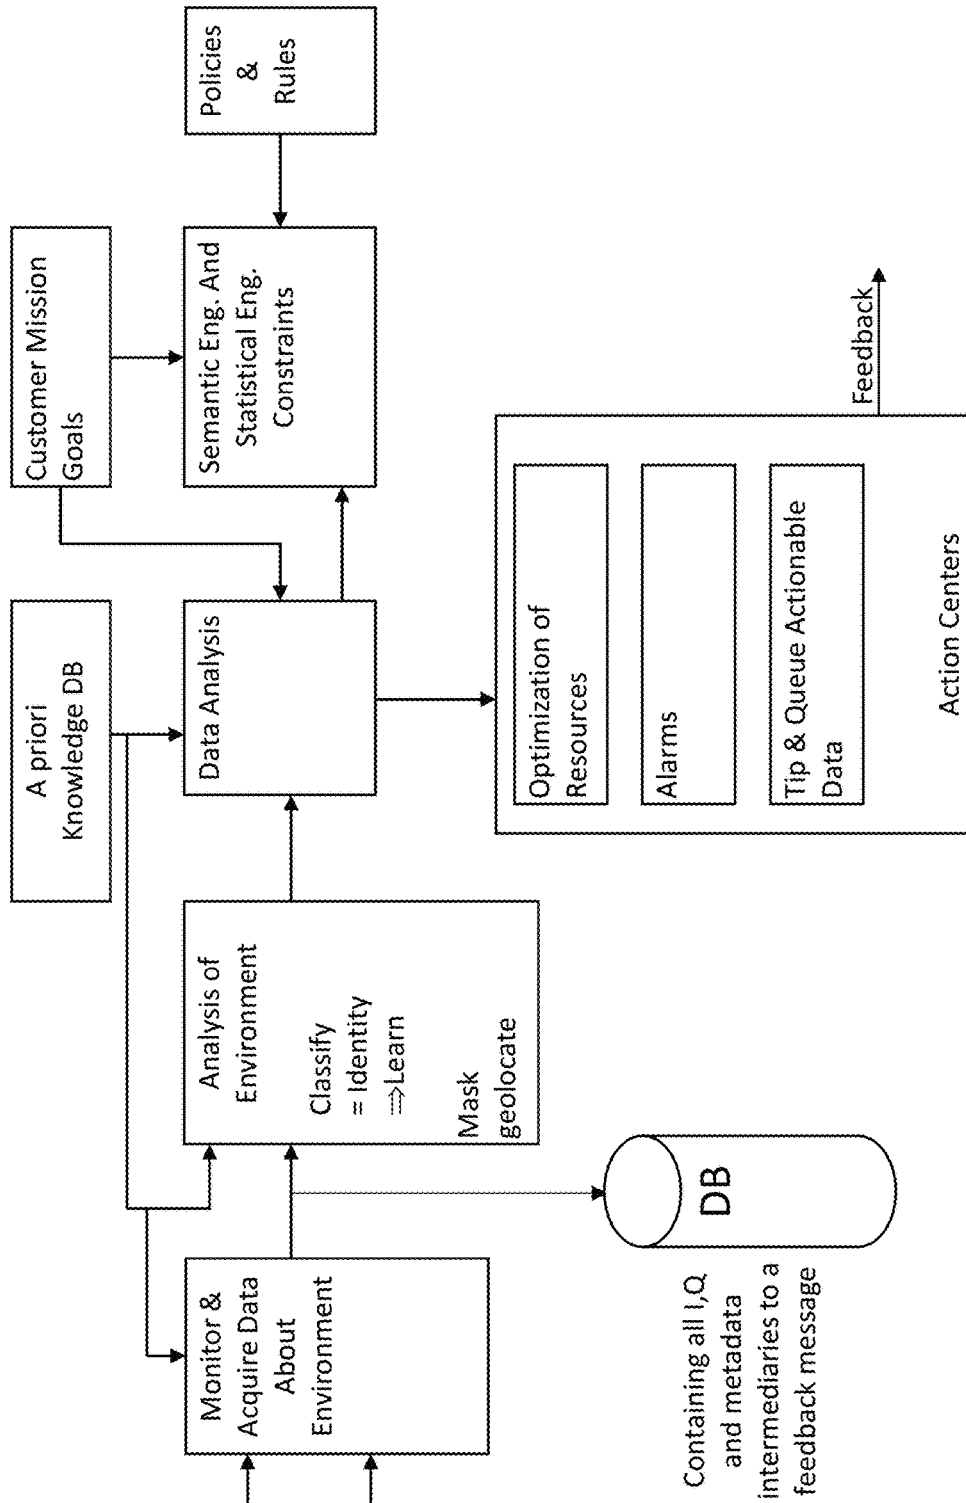 Monitor &
Acquire Data
About
Environment
Analysis of
Environment
Classify
= Identity
⇒Learn
Mask
geolocate
A priori
Knowledge DB
Data Analysis
Customer Mission
Goals
Semantic Eng. And
Statistical Eng.
Constraints
Policies
&
Rules
DB
Containing all I,Q
and metadata
intermediaries to a
feedback message
Optimization of
Resources
Alarms
Tip & Queue Actionable
Data
Action Centers
Feedback